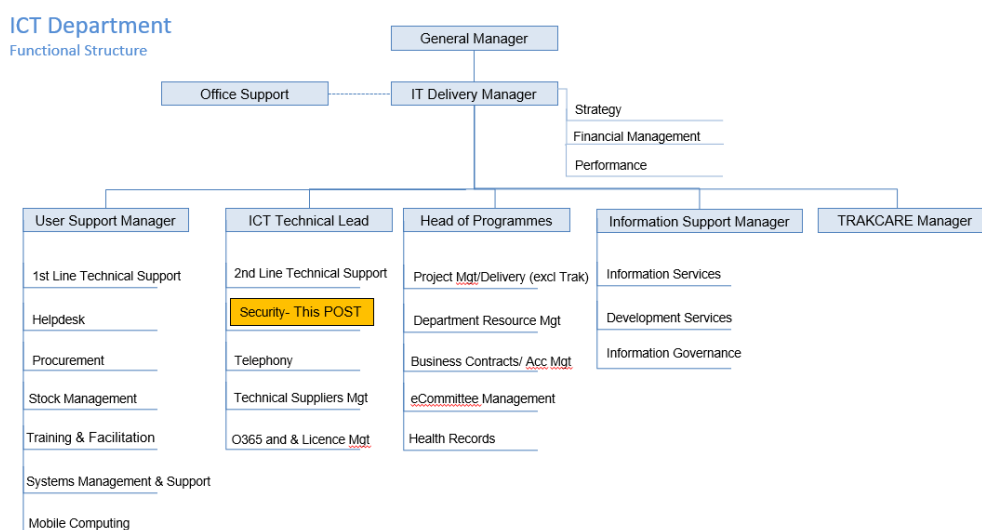 ICT Department
Functional Structure
General Manager
Office Support
IT Delivery Manager
Strategy
Financial Management
Performance
User Support Manager
1st Line Technical Support
Helpdesk
Procurement
Stock Management
Training & Facilitation
Systems Management & Support
Mobile Computing
ICT Technical Lead
2nd Line Technical Support
Security- This POST
Telephony
Technical Suppliers Mgt
O365 and & Licence Mgt
Head of Programmes
Project Mgt/Delivery (excl Trak)
Department Resource Mgt
Business Contracts/ Acc Mgt
eCommittee Management
Health Records
Information Support Manager
Information Services
Development Services
Information Governance
TRAKCARE Manager